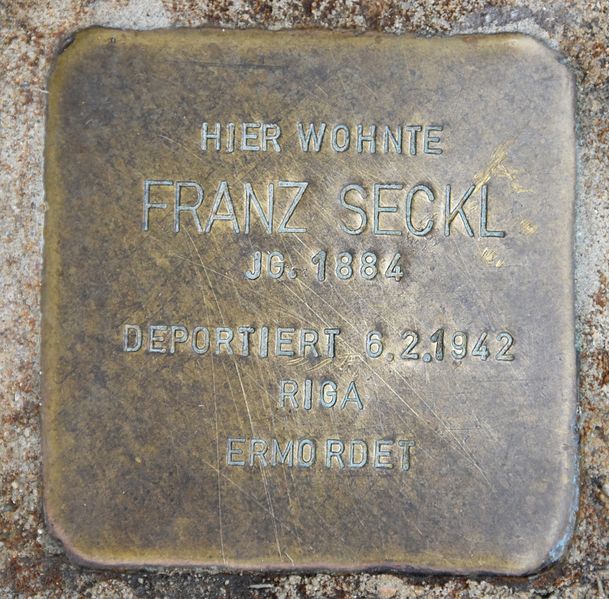 HIER WOHNTE
FRANZ SECKL
JG. 1884
DEPORTIERT 6.2.1942
RIGA
ERMORDET